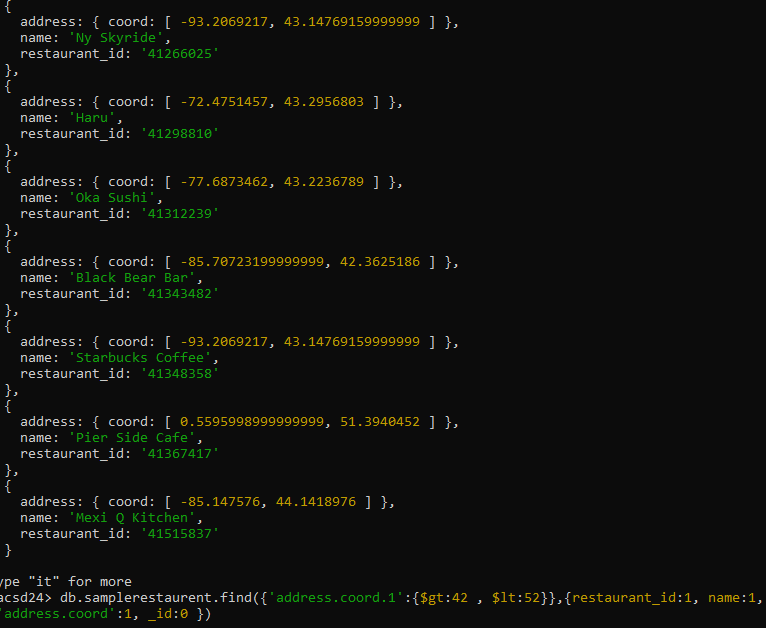 {
address: { coord: [ -93.2069217, 43.14769159999999 ] },
name: 'Ny Skyride',
restaurant_id: '41266025'
},
{
address: { coord: [ -72.4751457, 43.2956803 ] },
name: 'Haru',
restaurant_id: '41298810'
},
{
address: { coord: [ -77.6873462, 43.2236789 ] },
name: 'Oka Sushi',
restaurant_id: '41312239'
},
{
address: { coord: [ -85.70723199999999, 42.3625186 ] },
name: 'Black Bear Bar',
restaurant_id: '41343482'
},
{
address: { coord: [ -93.2069217, 43.14769159999999 ] },
name: 'Starbucks Coffee',
restaurant_id: '41348358'
},
{
address: { coord: [ 0.5595998999999999, 51.3940452 ] },
name: 'Pier Side Cafe',
restaurant_id: '41367417'
},
{
address: { coord: [ -85.147576, 44.1418976 ] },
name: 'Mexi Q Kitchen',
restaurant_id: '41515837'
}
ype "it" for more
acsd24> db.samplerestaurent.find({'address.coord.1':{$gt:42 , $lt:52}},{restaurant_id:1, name:1,
'address.coord':1, _id:0 })